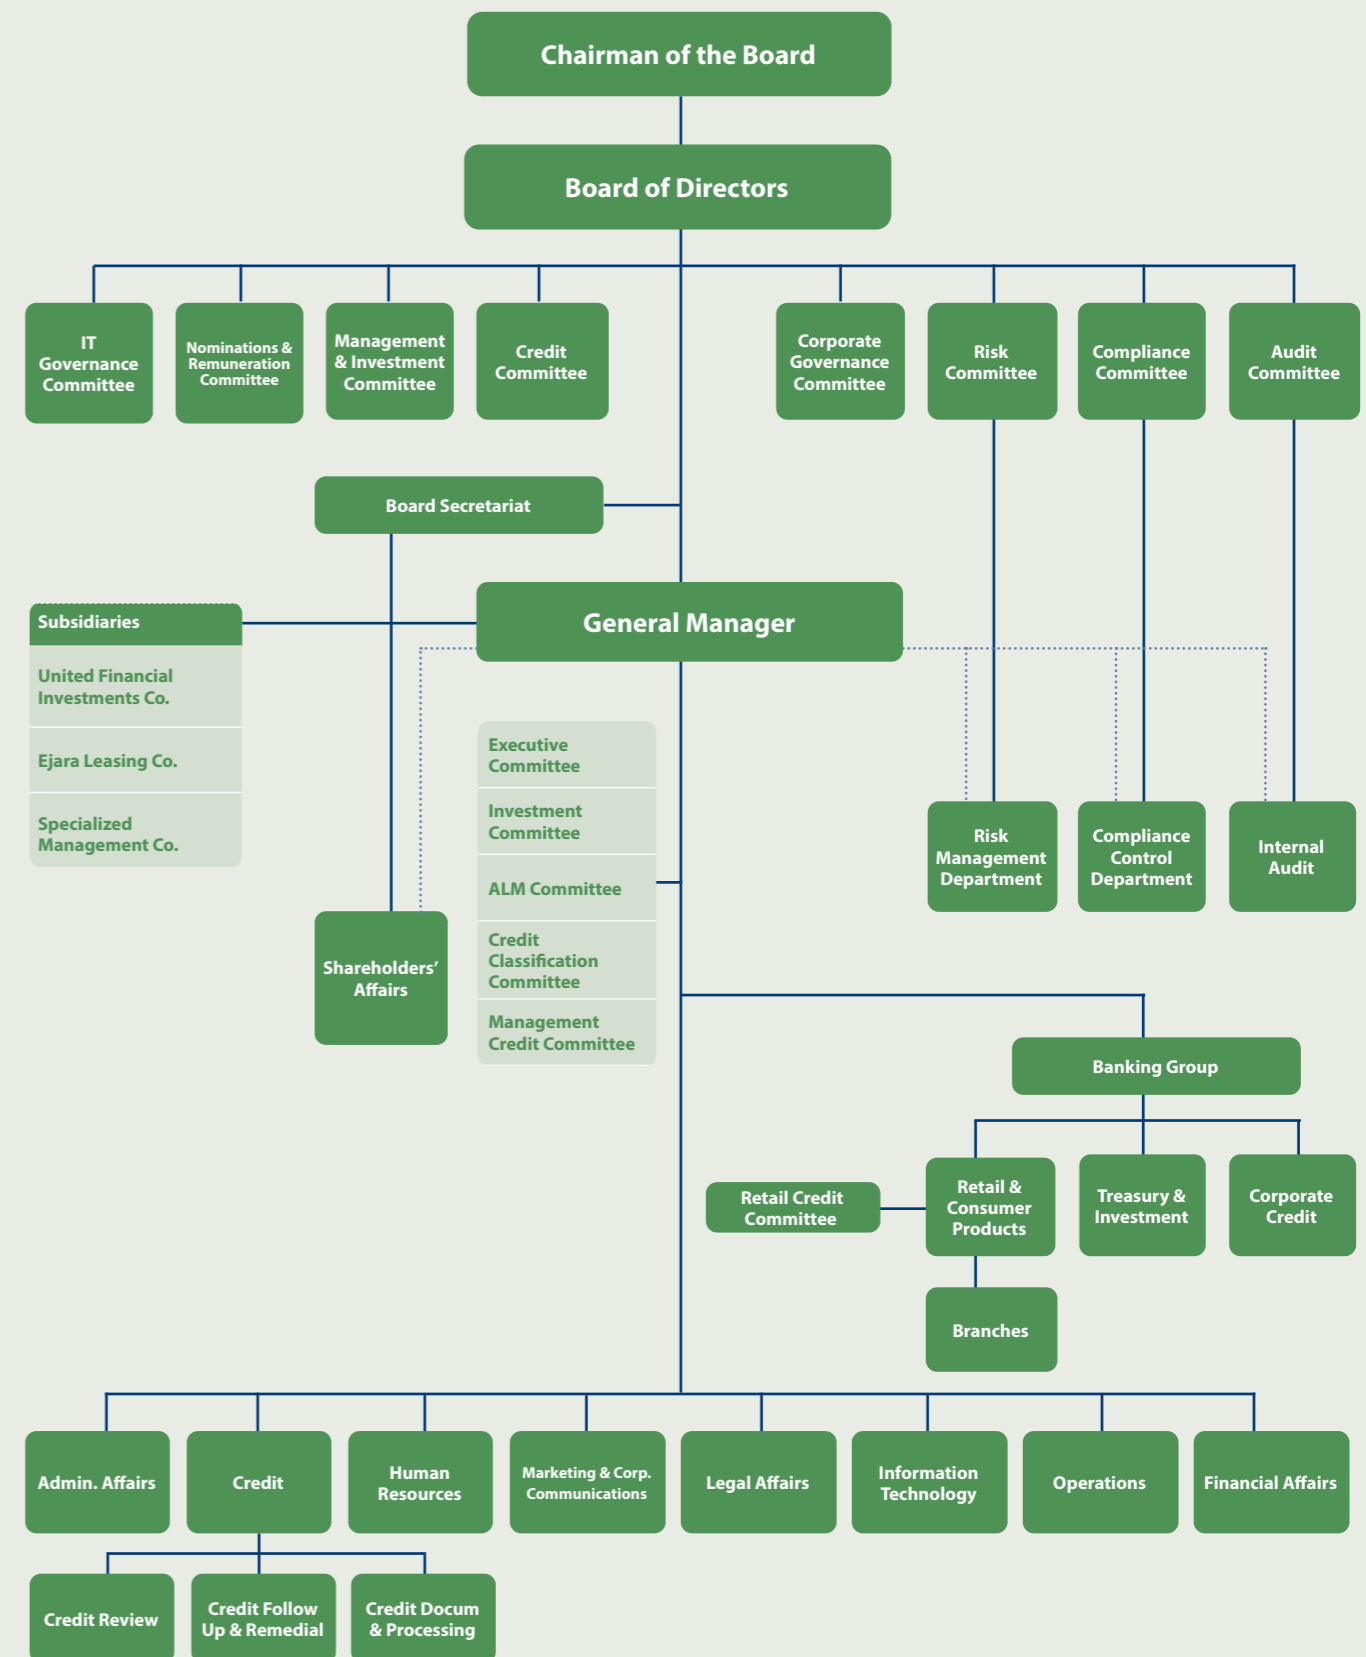 Chairman of the Board
Board of Directors
IT
Governance
Committee
Nominations &
Remuneration
Committee
Management
& Investment
Committee
Credit
Committee
Corporate
Governance
Committee
Risk
Committee
Compliance
Committee
Audit
Committee
Board Secretariat
General Manager
Subsidiaries
United Financial
Investments Co.
Ejara Leasing Co.
Specialized
Management Co.
Executive
Committee
Investment
Committee
ALM Committee
Credit
Classification
Committee
Management
Credit Committee
Risk
Management
Department
Compliance
Control
Department
Internal
Audit
Shareholders’
Affairs
Banking Group
Retail Credit
Committee
Retail &
Consumer
Products
Treasury &
Investment
Corporate
Credit
Branches
Admin. Affairs
Credit
Human
Resources
Marketing & Corp.
Communications
Legal Affairs
Information
Technology
Operations
Financial Affairs
Credit Review
Credit Follow
Up & Remedial
Credit Docum
& Processing